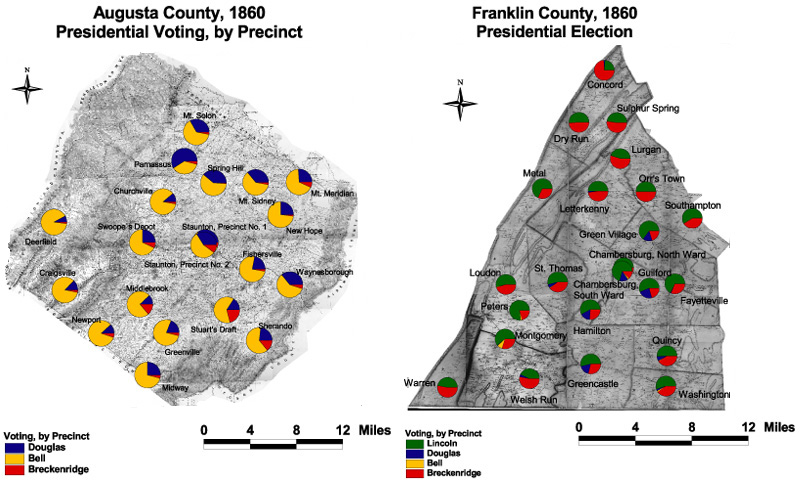 Augusta County, 1860
Presidential Voting, by Precinct
N
Mt. Solon
Parnassus
Spring Hill
Churchville
Mt. Sidney
Mt. Meridian
Deerfield
Swoope's Depot
Staunton, Precinct No. 1
New Hope
Staunton, Precinct No. 2
Fishersville
Craigsville
Waynesborough
Middlebrook
Newport
Stuart's Draft
Sherando
Greenville
Midway
Voting, by Precinct
Douglas
Bell
Breckenridge
0 4 8 12 Miles
Franklin County, 1860
Presidential Election
N
Concord
Sulphur Spring
Dry Run
Lurgan
Metal
Orr's Town
Letterkenny
Southampton
Green Village
Chambersburg, North Ward
Loudon
St. Thomas
Guilford
Chambersburg,
South Ward
Fayetteville
Peters
Hamilton
Montgomery
Quincy
Warren
Welsh Run
Greencastle
Washington
Voting, by Precinct
Lincoln
Douglas
Bell
Breckenridge
0 4 8 12 Miles